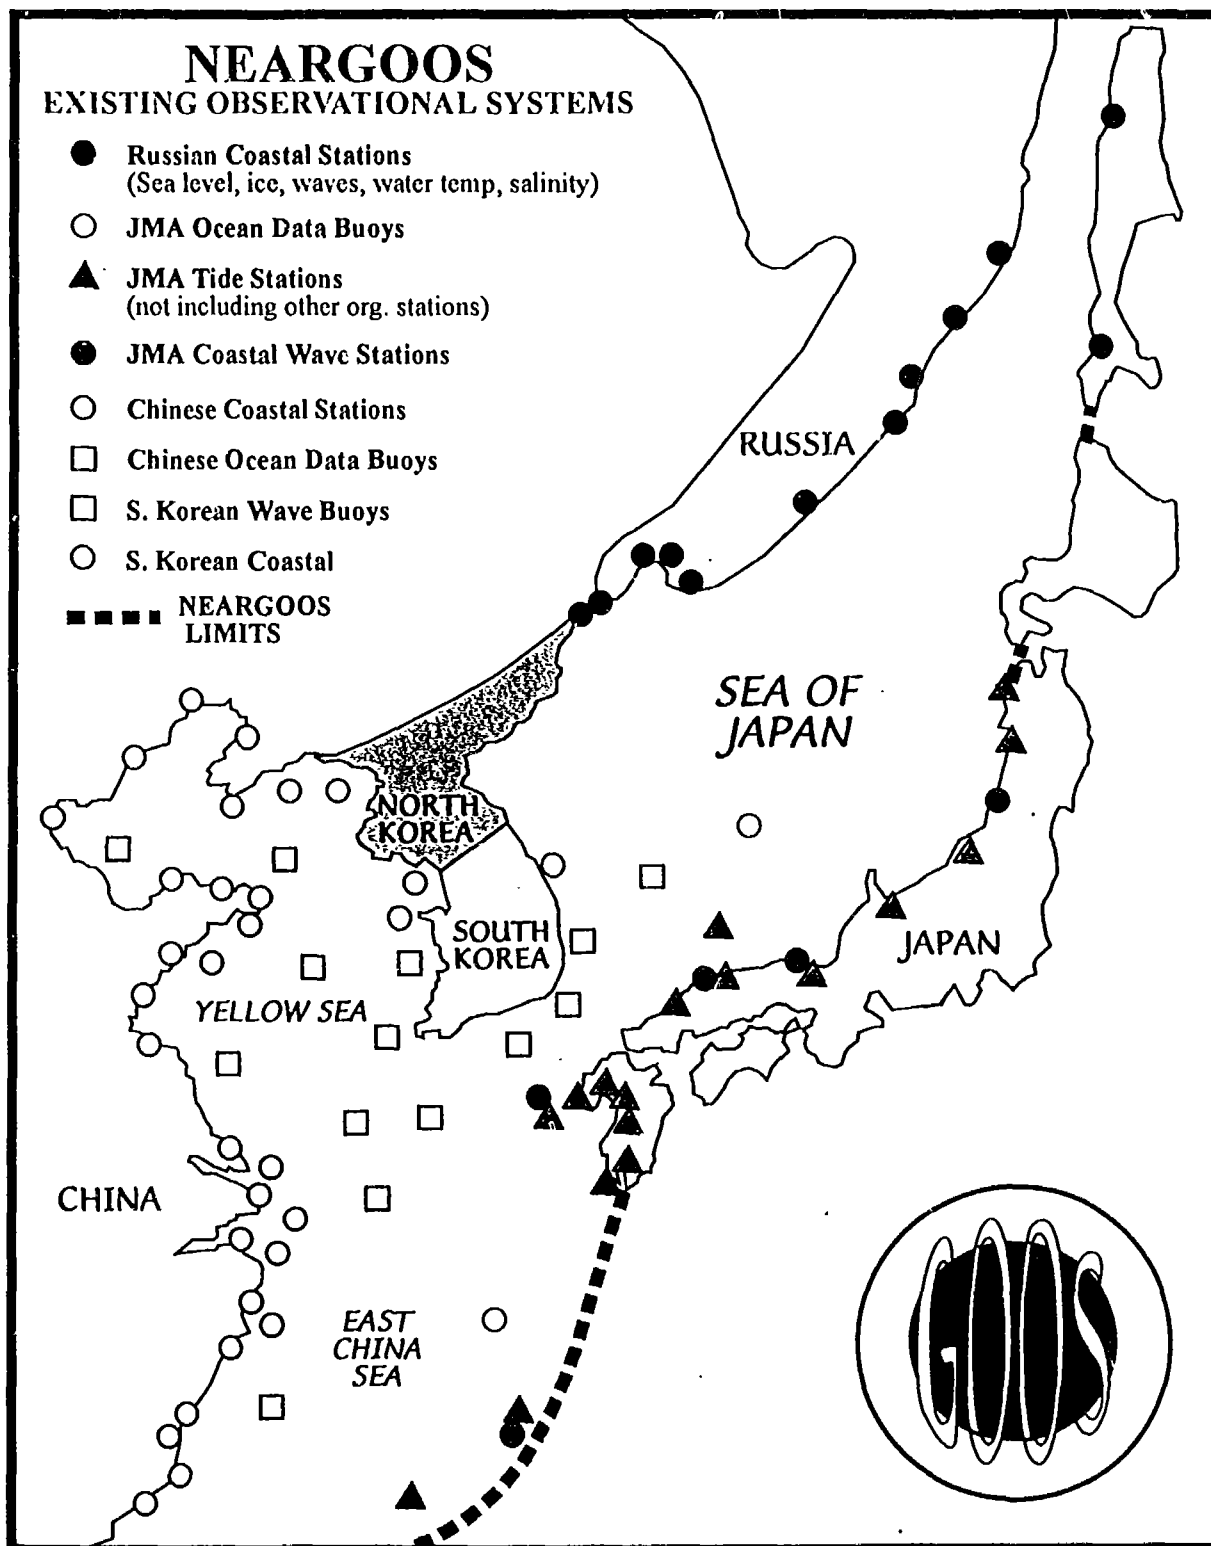 NEARGOOS
EXISTING OBSERVATIONAL SYSTEMS
Russian Coastal Stations
(Sea level, ice, waves, water temp, salinity)
JMA Ocean Data Buoys
JMA Tide Stations
(not including other org. stations)
JMA Coastal Wave Stations
Chinese Coastal Stations
Chinese Ocean Data Buoys
S. Korean Wave Buoys
S. Korean Coastal
NEARGOOS
LIMITS
RUSSIA
SEA OF
JAPAN
NORTH
KOREA
SOUTH
KOREA
JAPAN
YELLOW SEA
CHINA
EAST
CHINA
SEA
GOOS